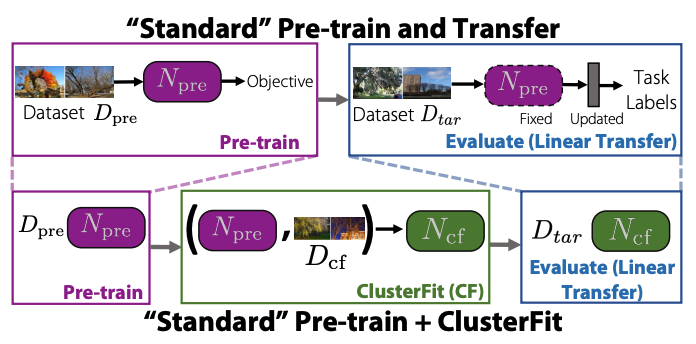 “Standard” Pre-train and Transfer
N_pre
Objective
Dataset D_pre
Pre-train
N_pre
Task
Labels
Dataset D_tar
Fixed
Updated
Evaluate (Linear Transfer)
D_pre N_pre
Pre-train
( N_pre , D_cf )
N_cf
ClusterFit (CF)
D_tar N_cf
Evaluate (Linear
Transfer)
“Standard” Pre-train + ClusterFit